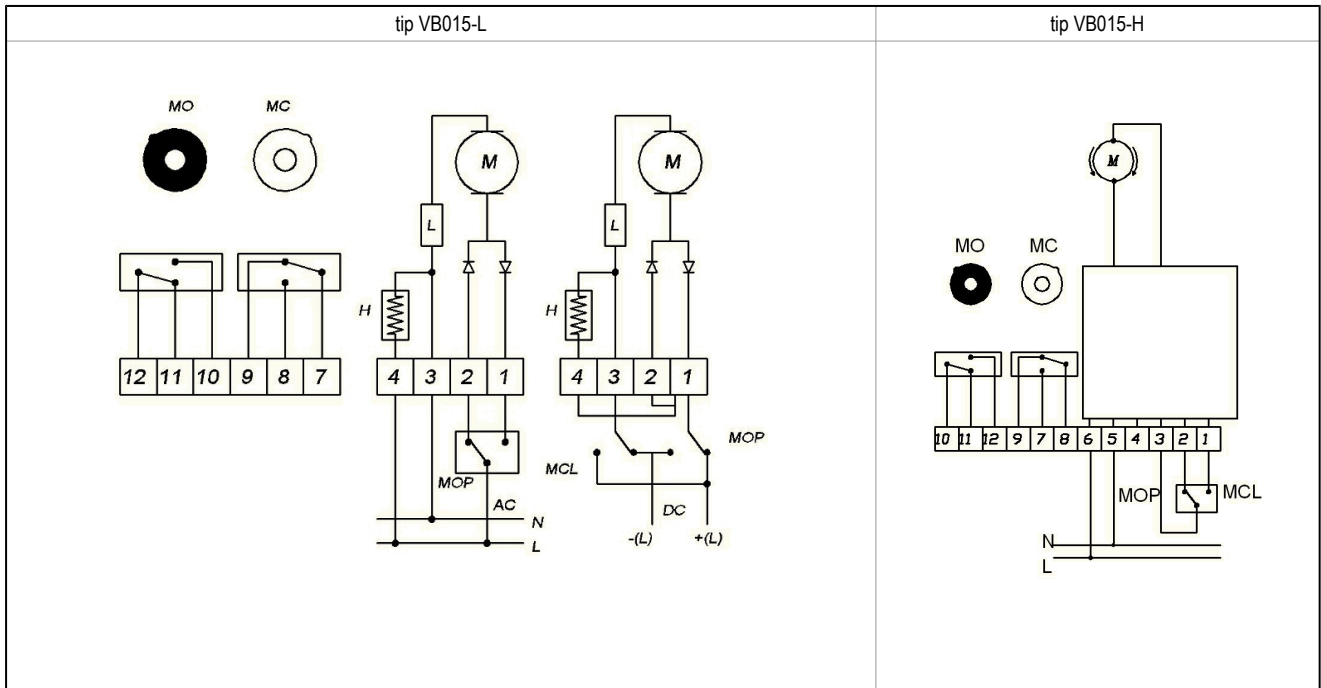 tip VB015-L
tip VB015-H
MO MC
M
L
H
12 11 10 9 8 7
4 3 2 1
MOP
AC
N
L
M
L
H
4 3 2 1
MOP
MCL
DC
-(L) +(L)
M
MO MC
10 11 12 9 7 8 6 5 4 3 2 1
MOP MCL
N
L